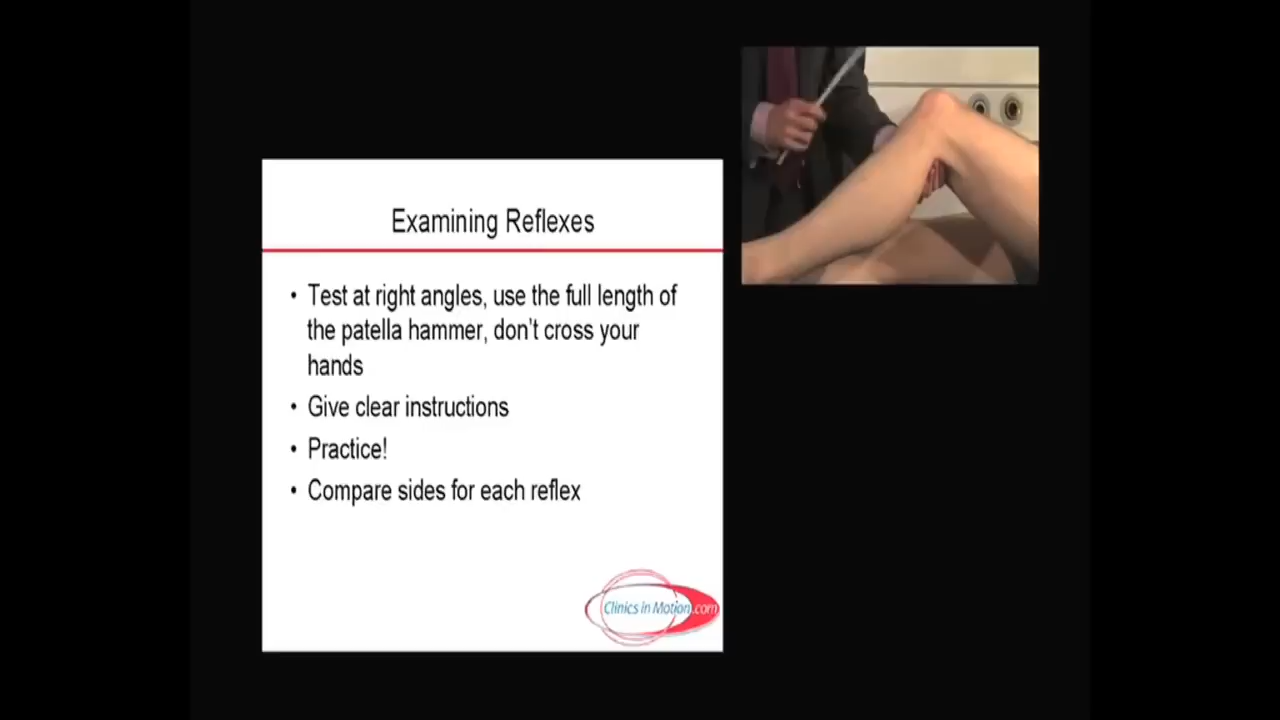 Examining Reflexes
• Test at right angles, use the full length of
the patella hammer, don't cross your
hands
• Give clear instructions
• Practice!
• Compare sides for each reflex
Clinics in Motion.com